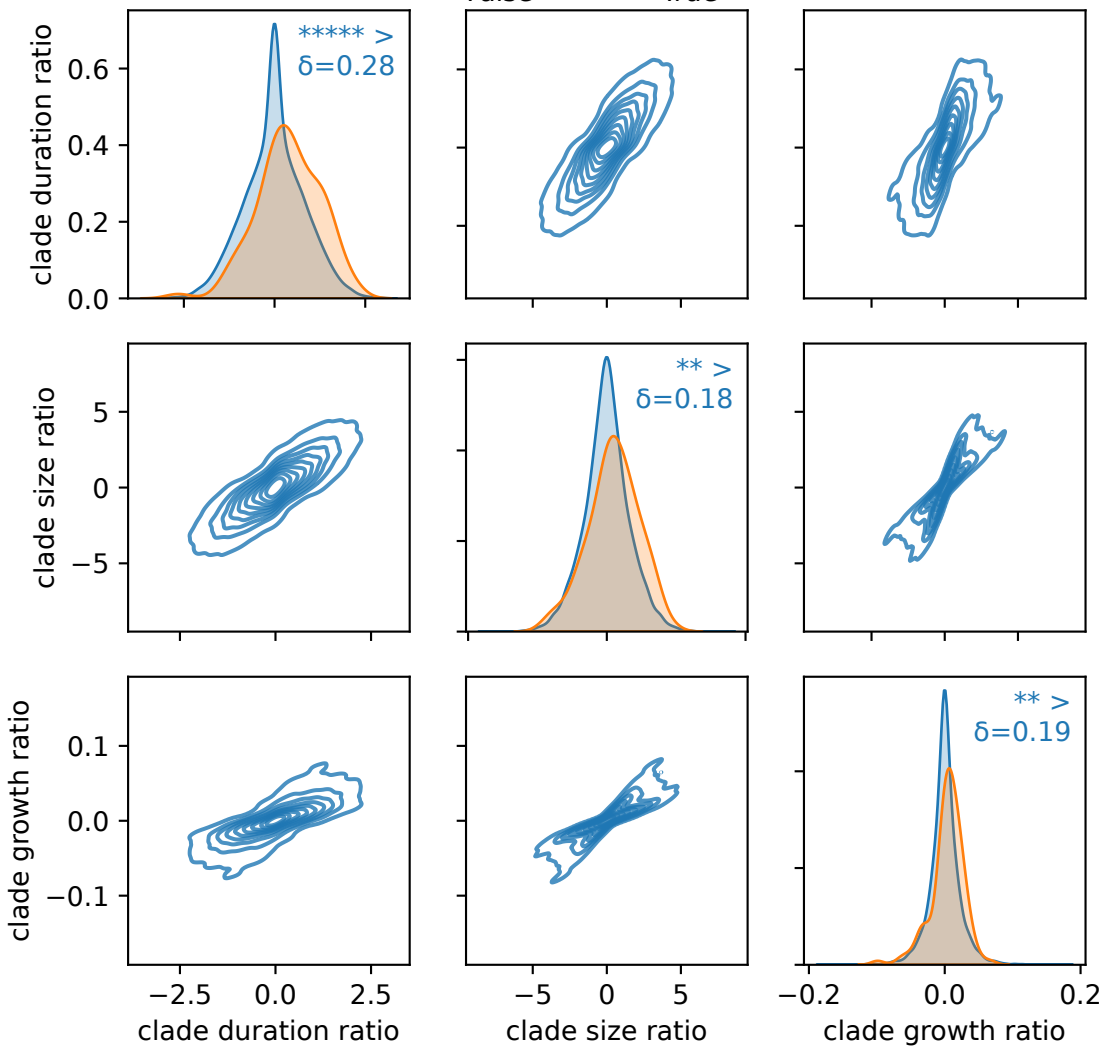 ***** >
δ=0.28
clade duration ratio
0.6
0.4
0.2
0.0
** >
δ=0.18
clade size ratio
5
0
−5
** >
δ=0.19
clade growth ratio
0.1
0.0
−0.1
−2.5 0.0 2.5 −5 0 5 −0.2 0.0 0.2
clade duration ratio clade size ratio clade growth ratio